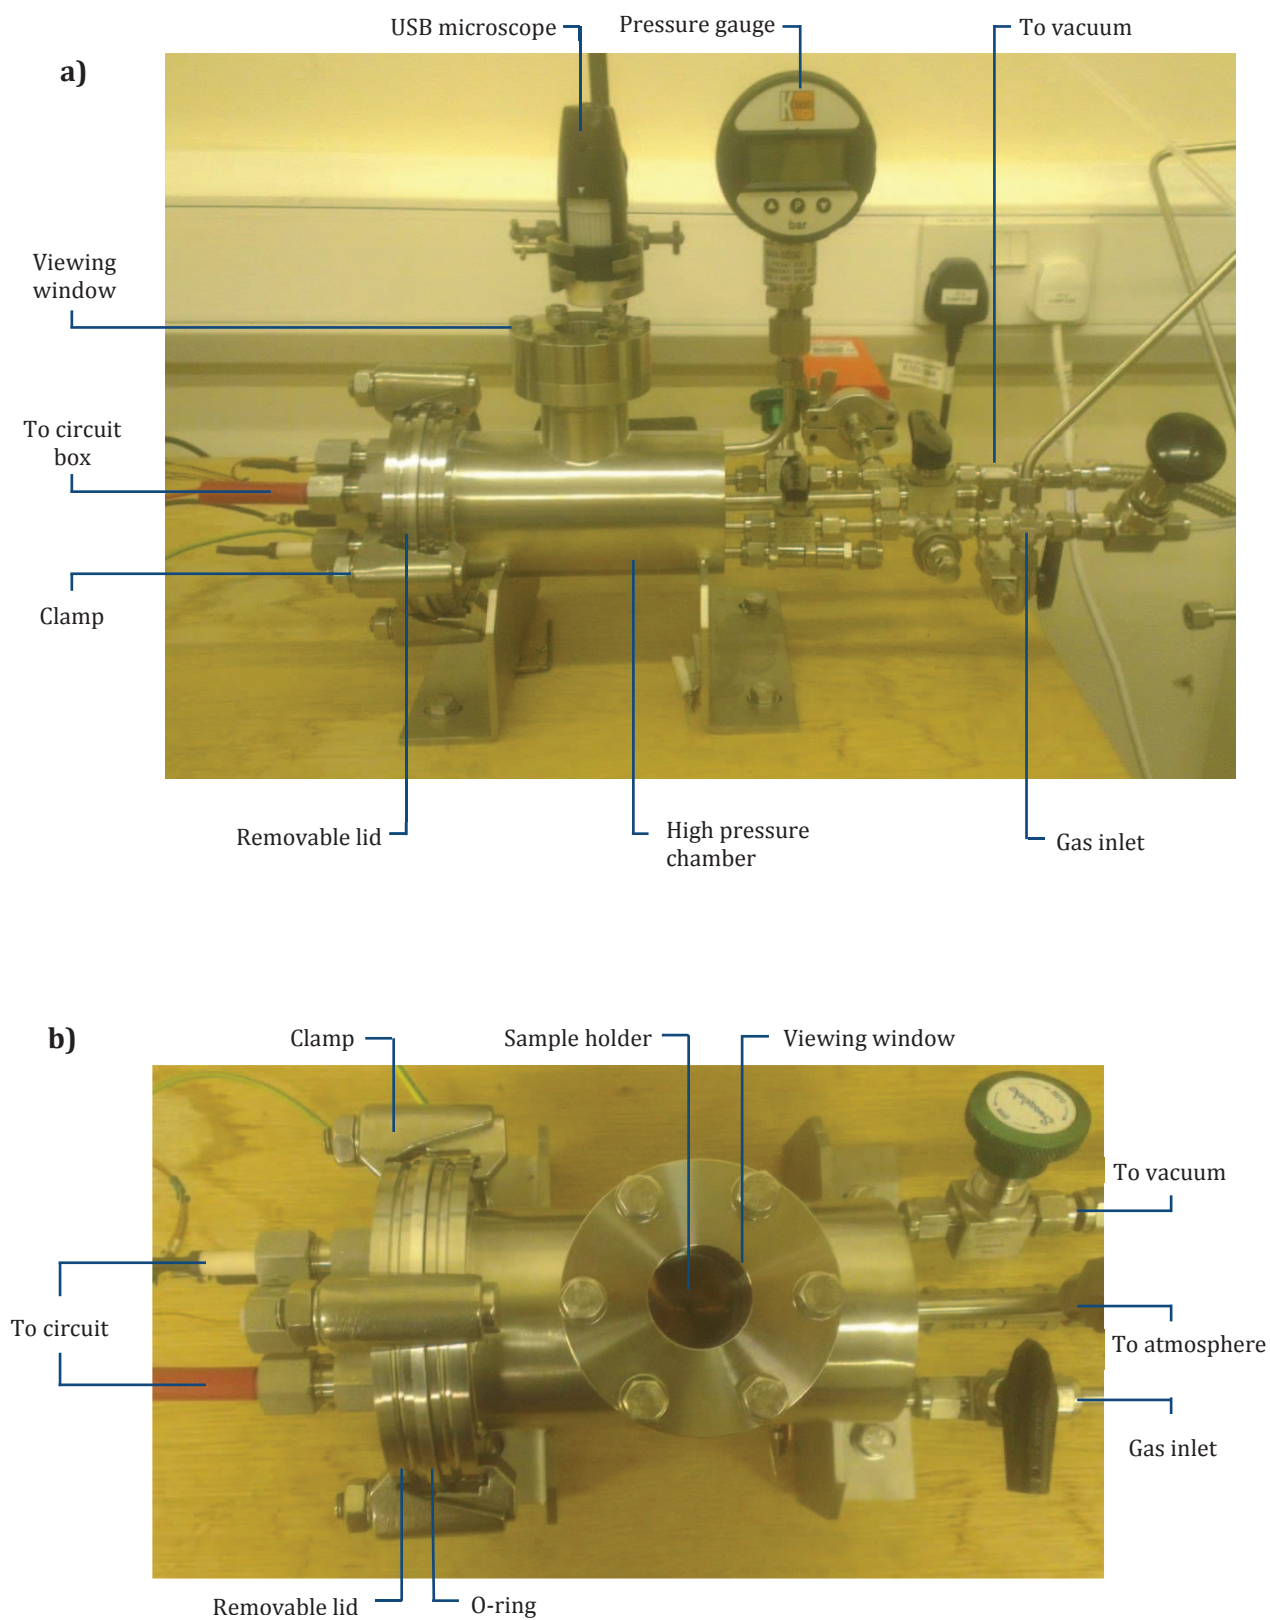 USB microscope
Pressure gauge
To vacuum
a)
bar
P
Viewing
window
To circuit
box
Clamp
Removable lid
High pressure
chamber
Gas inlet
b)
Clamp
Sample holder
Viewing window
Swagelok
To vacuum
To circuit
To atmosphere
Gas inlet
Removable lid
O-ring